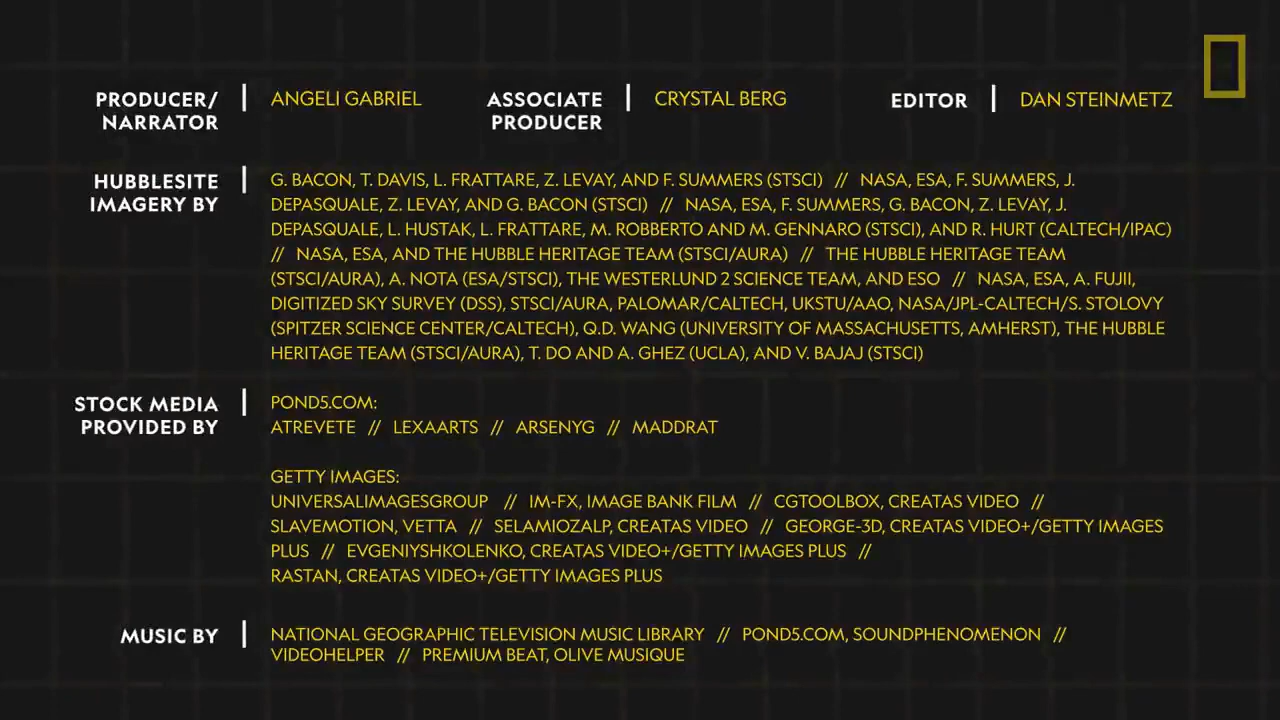 PRODUCER/ NARRATOR | ANGELI GABRIEL
ASSOCIATE PRODUCER | CRYSTAL BERG
EDITOR | DAN STEINMETZ
HUBBLESITE IMAGERY BY |
G. BACON, T. DAVIS, L. FRATTARE, Z. LEVAY, AND F. SUMMERS (STSCI) // NASA, ESA, F. SUMMERS, J.
DEPASQUALE, Z. LEVAY, AND G. BACON (STSCI) // NASA, ESA, F. SUMMERS, G. BACON, Z. LEVAY, J.
DEPASQUALE, L. HUSTAK, L. FRATTARE, M. ROBBERTO AND M. GENNARO (STSCI), AND R. HURT (CALTECH/IPAC)
// NASA, ESA, AND THE HUBBLE HERITAGE TEAM (STSCI/AURA) // THE HUBBLE HERITAGE TEAM
(STSCI/AURA), A. NOTA (ESA/STSCI), THE WESTERLUND 2 SCIENCE TEAM, AND ESO // NASA, ESA, A. FUJII,
DIGITIZED SKY SURVEY (DSS), STSCI/AURA, PALOMAR/CALTECH, UKSTU/AAO, NASA/JPL-CALTECH/S. STOLOVY
(SPITZER SCIENCE CENTER/CALTECH), Q.D. WANG (UNIVERSITY OF MASSACHUSETTS, AMHERST), THE HUBBLE
HERITAGE TEAM (STSCI/AURA), T. DO AND A. GHEZ (UCLA), AND V. BAJAJ (STSCI)
STOCK MEDIA PROVIDED BY |
POND5.COM:
ATREVETE // LEXAARTS // ARSENYG // MADDRAT
GETTY IMAGES:
UNIVERSALIMAGESGROUP // IM-FX, IMAGE BANK FILM // CGTOOLBOX, CREATAS VIDEO //
SLAVEMOTION, VETTA // SELAMIOZALP, CREATAS VIDEO // GEORGE-3D, CREATAS VIDEO+/GETTY IMAGES
PLUS // EVGENIYSHKOLENKO, CREATAS VIDEO+/GETTY IMAGES PLUS //
RASTAN, CREATAS VIDEO+/GETTY IMAGES PLUS
MUSIC BY |
NATIONAL GEOGRAPHIC TELEVISION MUSIC LIBRARY // POND5.COM, SOUNDPHENOMENON //
VIDEOHELPER // PREMIUM BEAT, OLIVE MUSIQUE